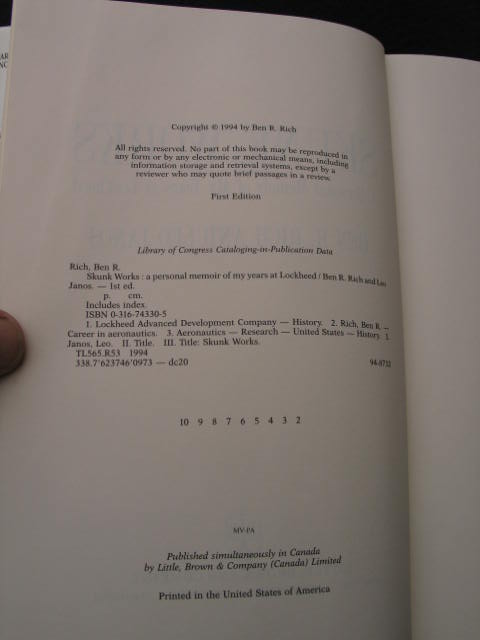 Copyright © 1994 by Ben R. Rich
All rights reserved. No part of this book may be reproduced in
any form or by any electronic or mechanical means, including
information storage and retrieval systems, except by a
reviewer who may quote brief passages in a review.
First Edition
Library of Congress Cataloging-in-Publication Data
Rich, Ben R.
Skunk Works : a personal memoir of my years at Lockheed / Ben R. Rich and Leo
Janos. — 1st ed.
p. cm.
Includes index.
ISBN 0-316-74330-5
1. Lockheed Advanced Development Company — History. 2. Rich, Ben R. —
Career in aeronautics. 3. Aeronautics — Research — United States — History. I.
Janos, Leo. II. Title. III. Title: Skunk Works.
TL565.R53 1994
338.7'623746'0973 — dc20 94-8732
10 9 8 7 6 5 4 3 2
MV-PA
Published simultaneously in Canada
by Little, Brown & Company (Canada) Limited
Printed in the United States of America